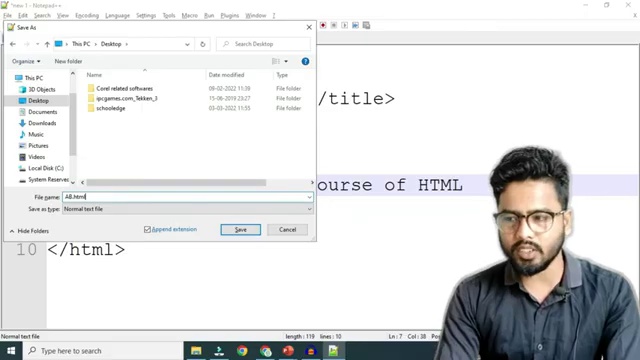 *new 1 - Notepad++
File Edit Search View Encoding Language Settings Tools Macro Run Plugins Window ?
Save As
This PC
Desktop
Search Desktop
Organize
New folder
Name
Date modified
Type
This PC
3D Objects
Desktop
Documents
Downloads
Music
Pictures
Videos
Local Disk (C:)
System Reserved
Corel related softwares 09-02-2022 11:39 File folder
ipcgames.com_Tekken_3 15-06-2019 23:27 File folder
schooledge 03-03-2022 11:55 File folder
File name: AB.html
Save as type: Normal text file
Hide Folders
Append extension
Save
Cancel
/title>
ourse of HTML
10 </html>
Normal text file
length : 119 lines : 10
Ln : 7 Col : 38
Type here to search